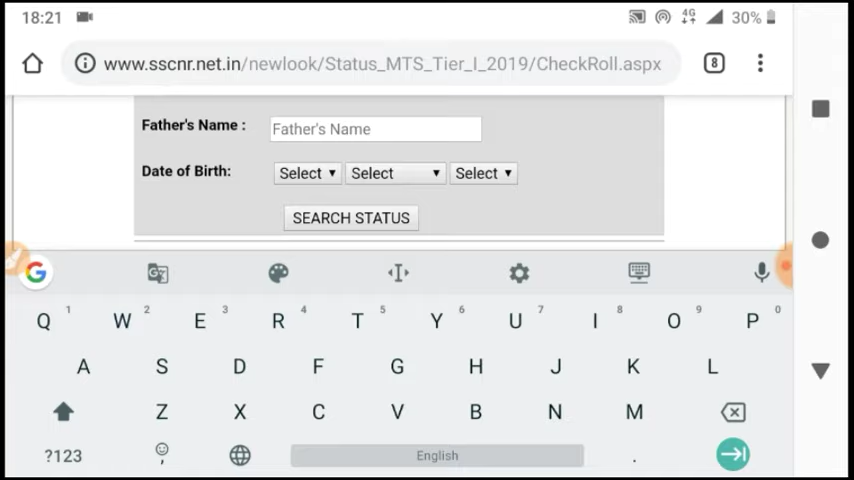 18:21 4G 30%
www.sscnr.net.in/newlook/Status_MTS_Tier_I_2019/CheckRoll.aspx 8
Father's Name : Father's Name
Date of Birth: Select Select Select
SEARCH STATUS
G
Q 1 W 2 E 3 R 4 T 5 Y 6 U 7 I 8 O 9 P 0
A S D F G H J K L
Z X C V B N M
?123 , English .